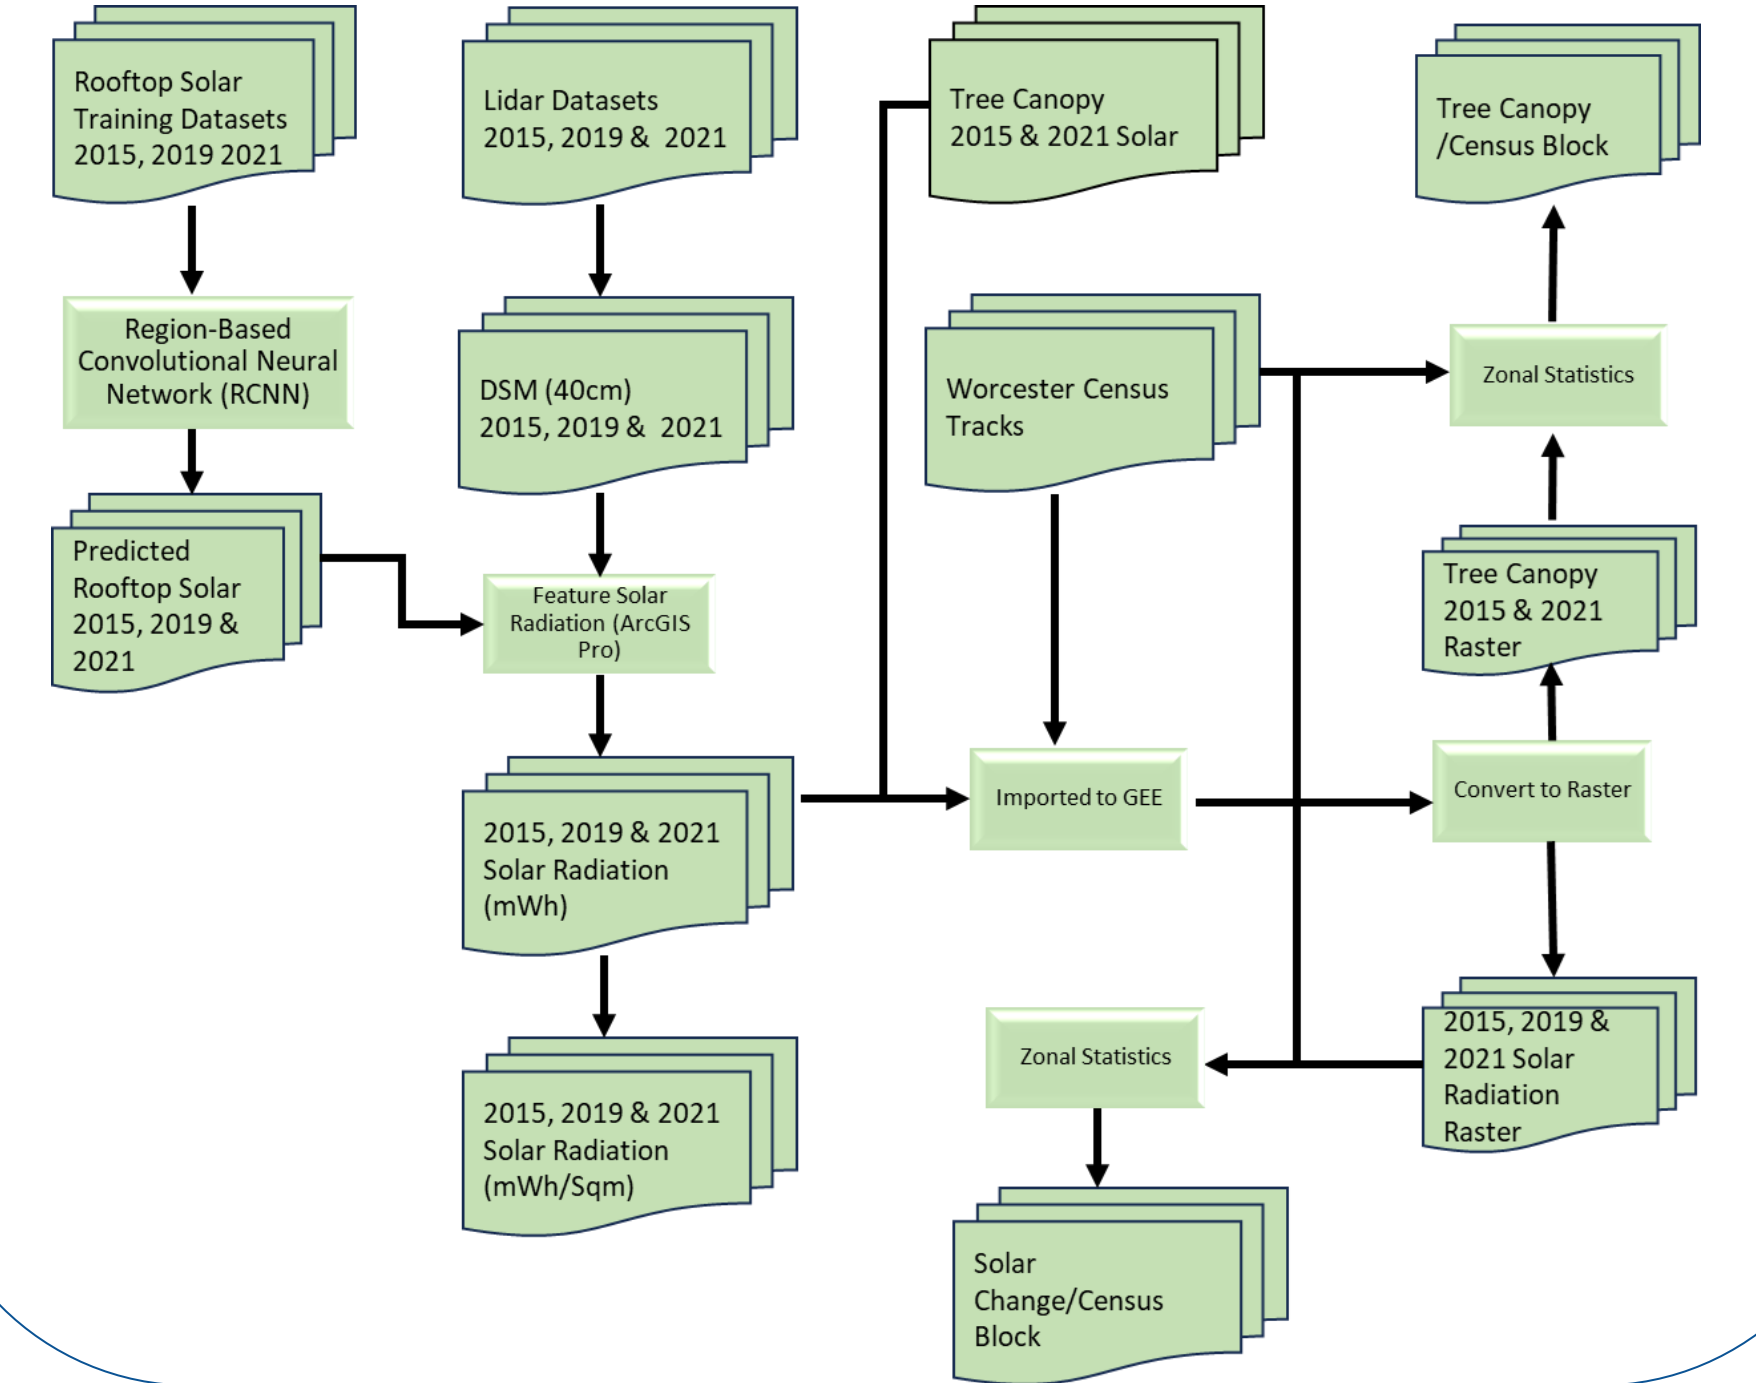 Rooftop Solar
Training Datasets
2015, 2019 2021
Lidar Datasets
2015, 2019 & 2021
Tree Canopy
2015 & 2021 Solar
Tree Canopy
/Census Block
Region-Based
Convolutional Neural
Network (RCNN)
DSM (40cm)
2015, 2019 & 2021
Worcester Census
Tracks
Zonal Statistics
Predicted
Rooftop Solar
2015, 2019 &
2021
Feature Solar
Radiation (ArcGIS
Pro)
Tree Canopy
2015 & 2021
Raster
2015, 2019 & 2021
Solar Radiation
(mWh)
Imported to GEE
Convert to Raster
2015, 2019 & 2021
Solar Radiation
(mWh/Sqm)
Zonal Statistics
2015, 2019 &
2021 Solar
Radiation
Raster
Solar
Change/Census
Block